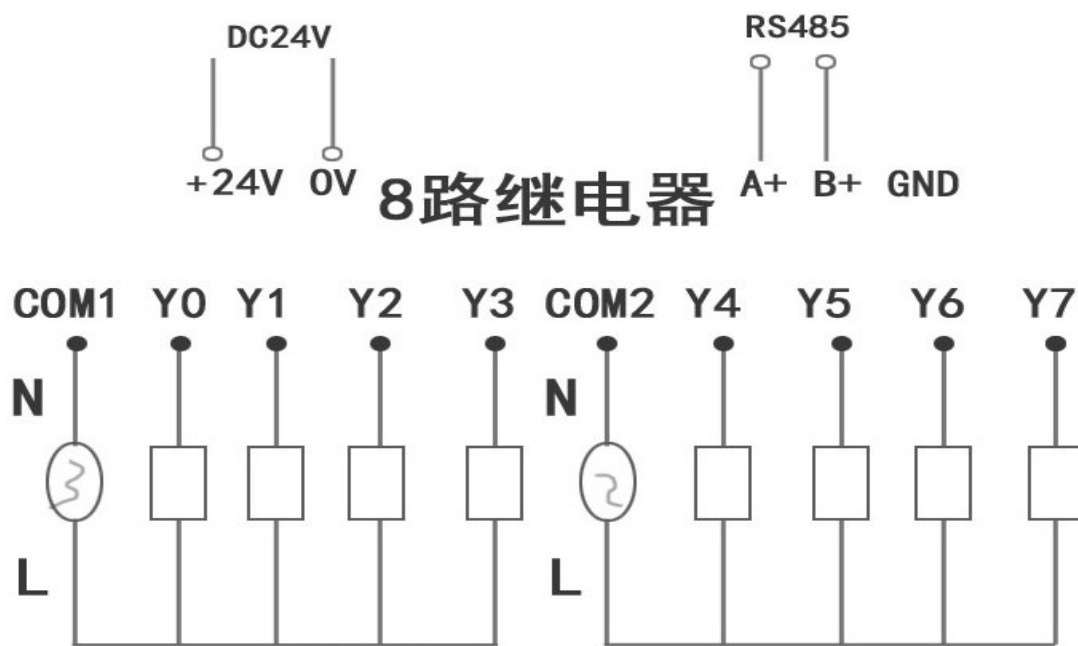 DC24V RS485
+24V 0V 8路继电器 A+ B+ GND
COM1 Y0 Y1 Y2 Y3 COM2 Y4 Y5 Y6 Y7
N N
L L